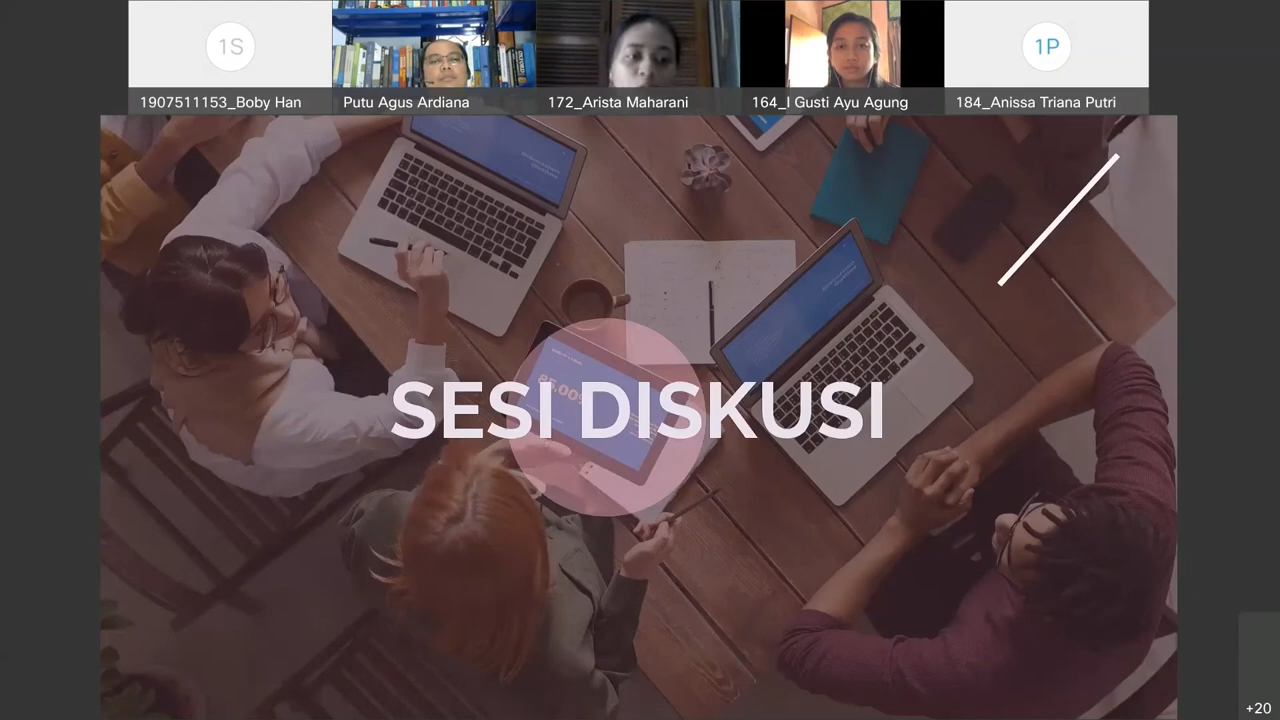 1S
1907511153_Boby Han
Putu Agus Ardiana
172_Arista Maharani
164_I Gusti Ayu Agung
1P
184_Anissa Triana Putri
SESI DISKUSI
+20